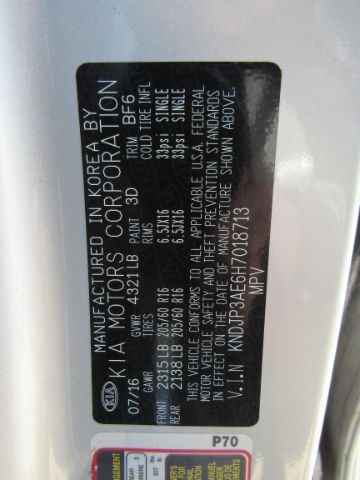 KIA
MANUFACTURED IN KOREA BY
KIA MOTORS CORPORATION
07/16 GVWR 4321LB PAINT 3D TRIM BF6
GAWR TIRES RIMS COLD TIRE INFL
FRONT 2315LB 205/60 R16 6.5JX16 33psi SINGLE
REAR 2138LB 205/60 R16 6.5JX16 33psi SINGLE
THIS VEHICLE CONFORMS TO ALL APPLICABLE U.S.A. FEDERAL
MOTOR VEHICLE SAFETY AND THEFT PREVENTION STANDARDS
IN EFFECT ON THE DATE OF MANUFACTURE SHOWN ABOVE.
V.I.N KNDJP3AE6H7018713
MPV
P70
REAR 3